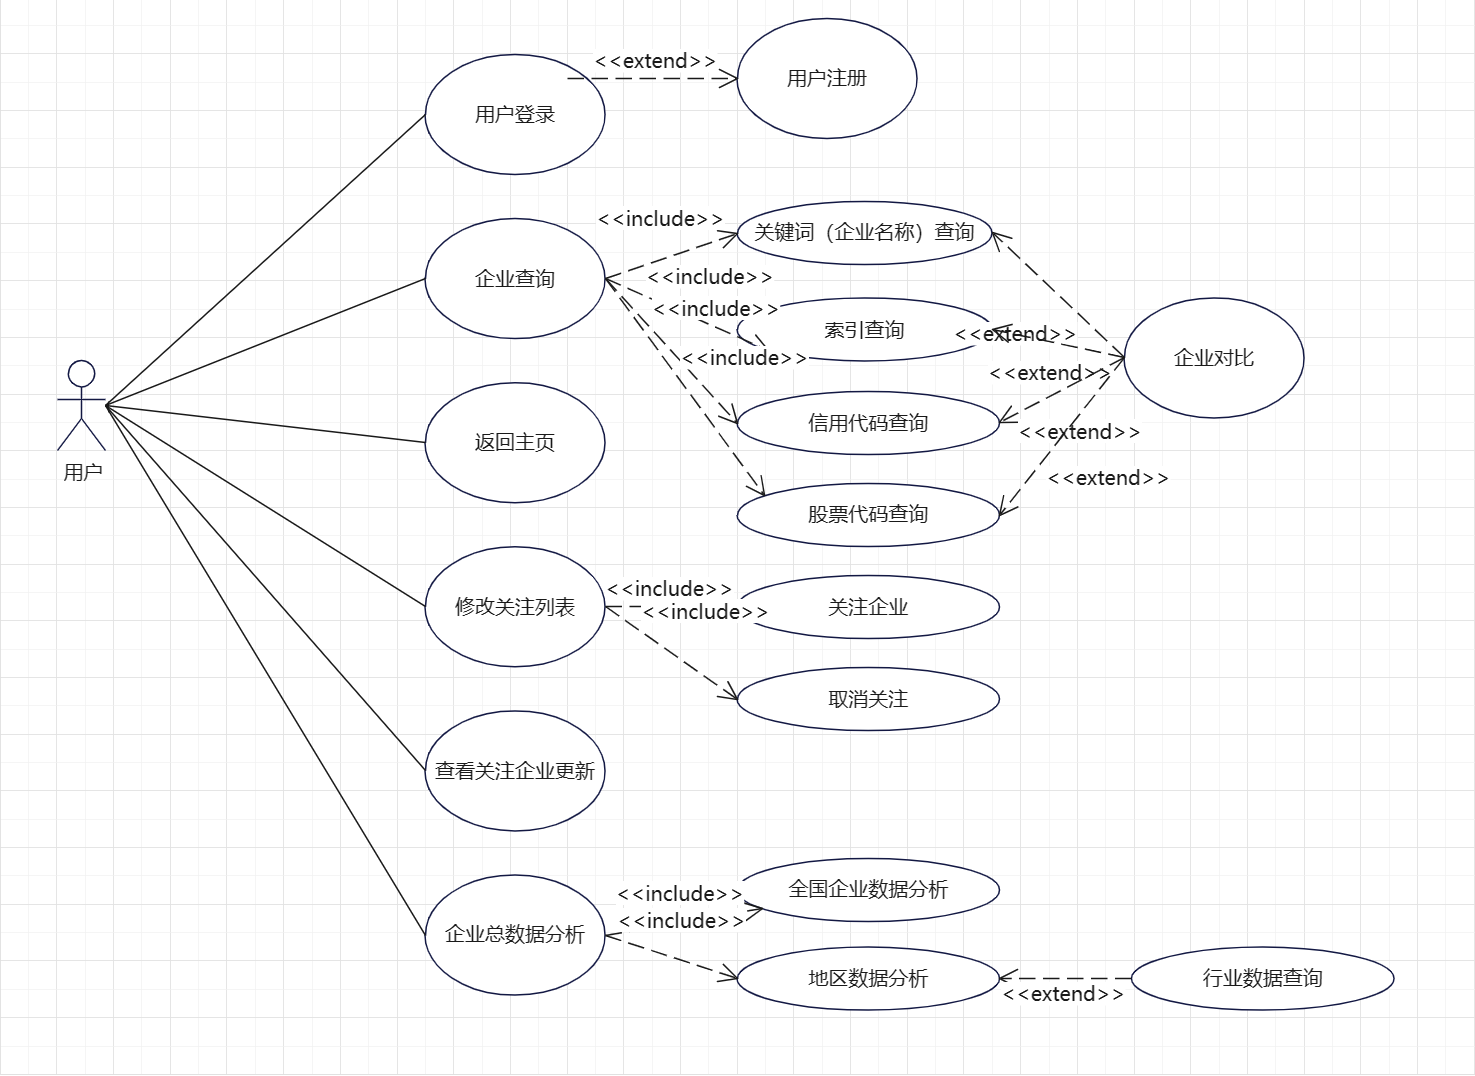 <<extend>>
用户注册
用户登录
<<include>>
关键词（企业名称）查询
企业查询
<<include>>
<<include>>
索引查询
<<extend>>
<<include>>
企业对比
<<extend>>
信用代码查询
<<extend>>
返回主页
用户
<<extend>>
股票代码查询
<<include>>
修改关注列表
<<include>>
关注企业
取消关注
查看关注企业更新
<<include>>
全国企业数据分析
<<include>>
企业总数据分析
地区数据分析
<<extend>>
行业数据查询